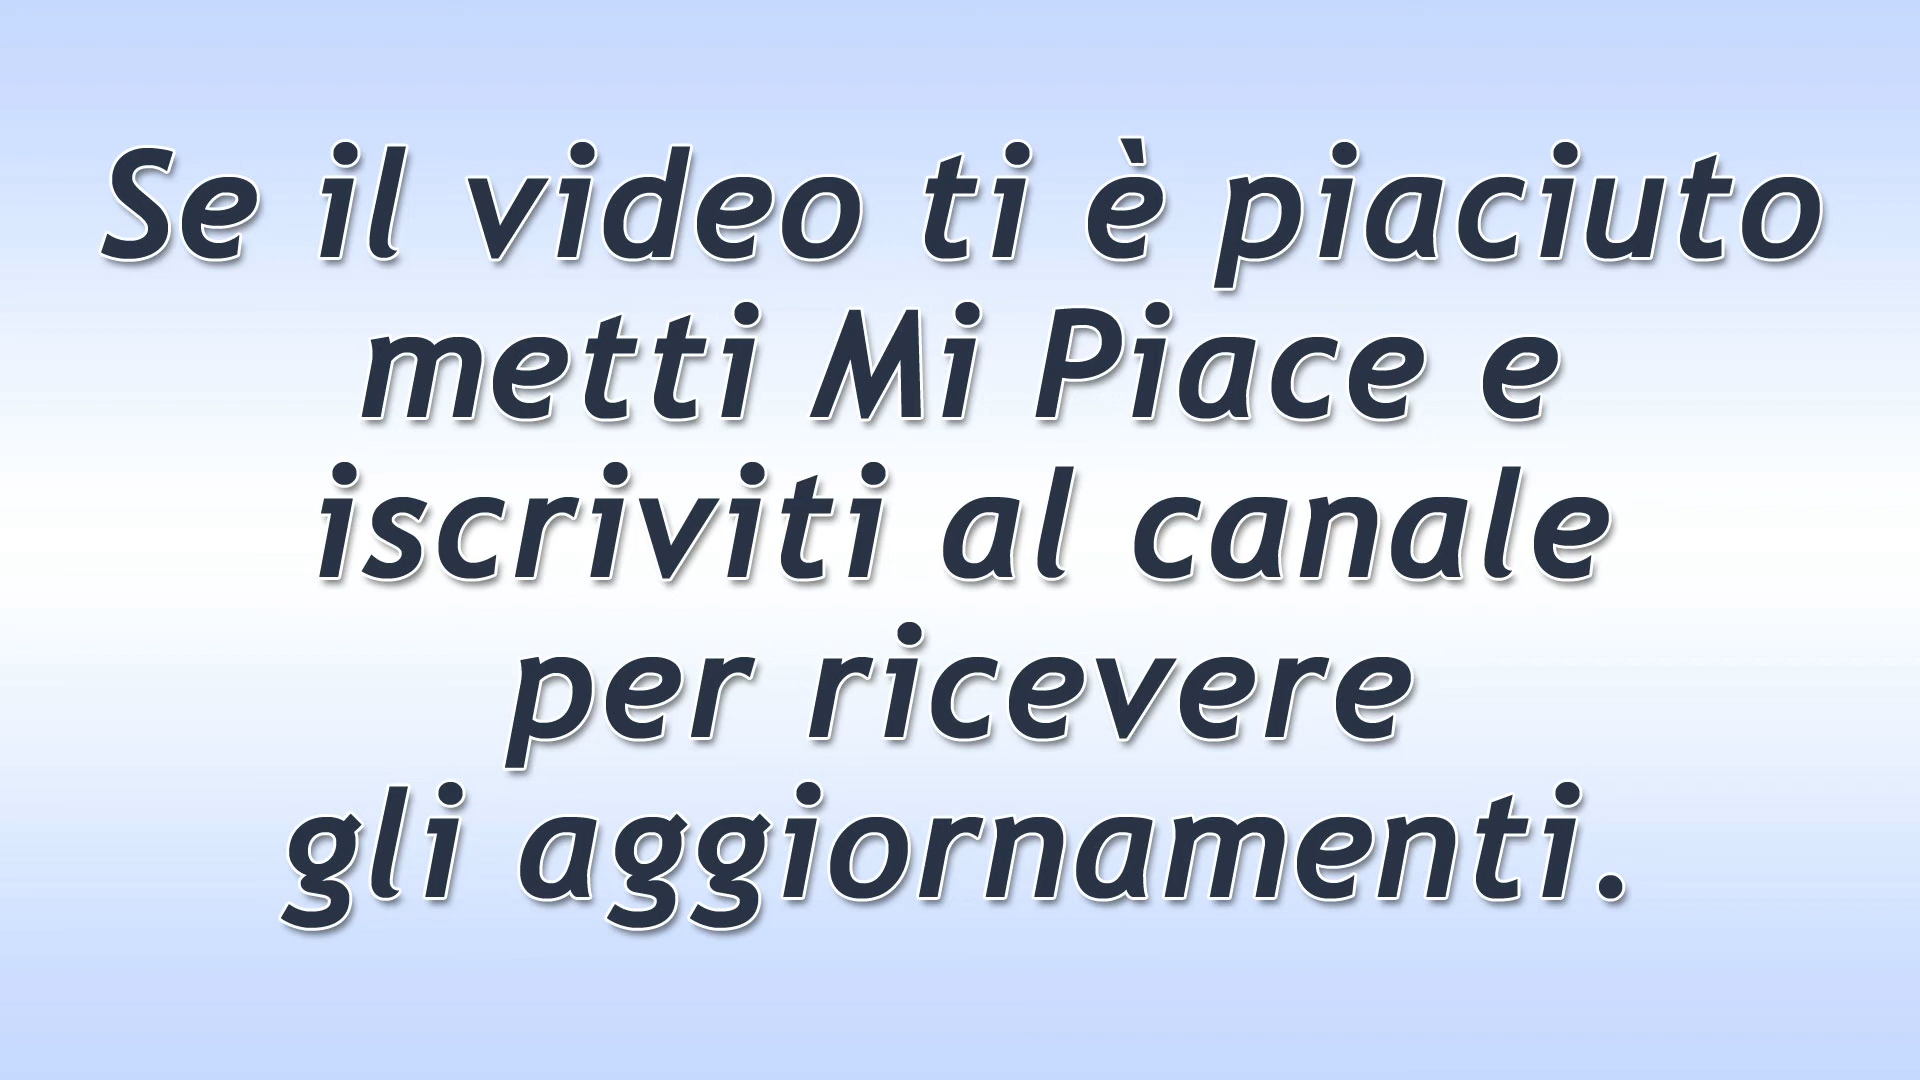 Se il video ti è piaciuto
metti Mi Piace e
iscriviti al canale
per ricevere
gli aggiornamenti.